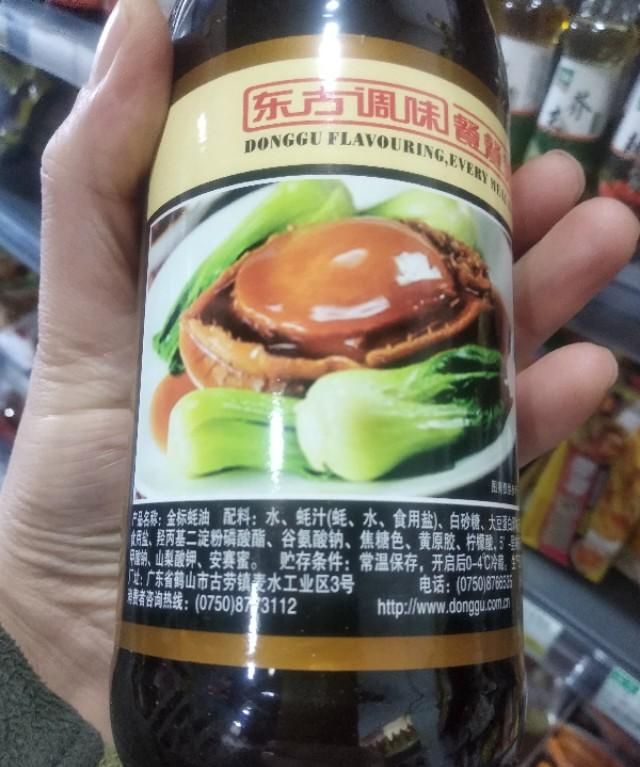 东古调味 餐餐
DONGGU FLAVOURING,EVERY MEAL
产品名称：金标蚝油 配料：水、蚝汁(蚝、水、食用盐)、白砂糖、大豆蛋白
食用盐、羟丙基二淀粉磷酸酯、谷氨酸钠、焦糖色、黄原胶、柠檬酸、5'-
甲酸钠、山梨酸钾、安赛蜜。 贮存条件：常温保存，开启后0-4℃冷藏，
厂址：广东省鹤山市古劳镇麦水工业区3号 电话：(0750)8766535
消费者咨询热线：(0750)8773112 http://www.donggu.com.cn